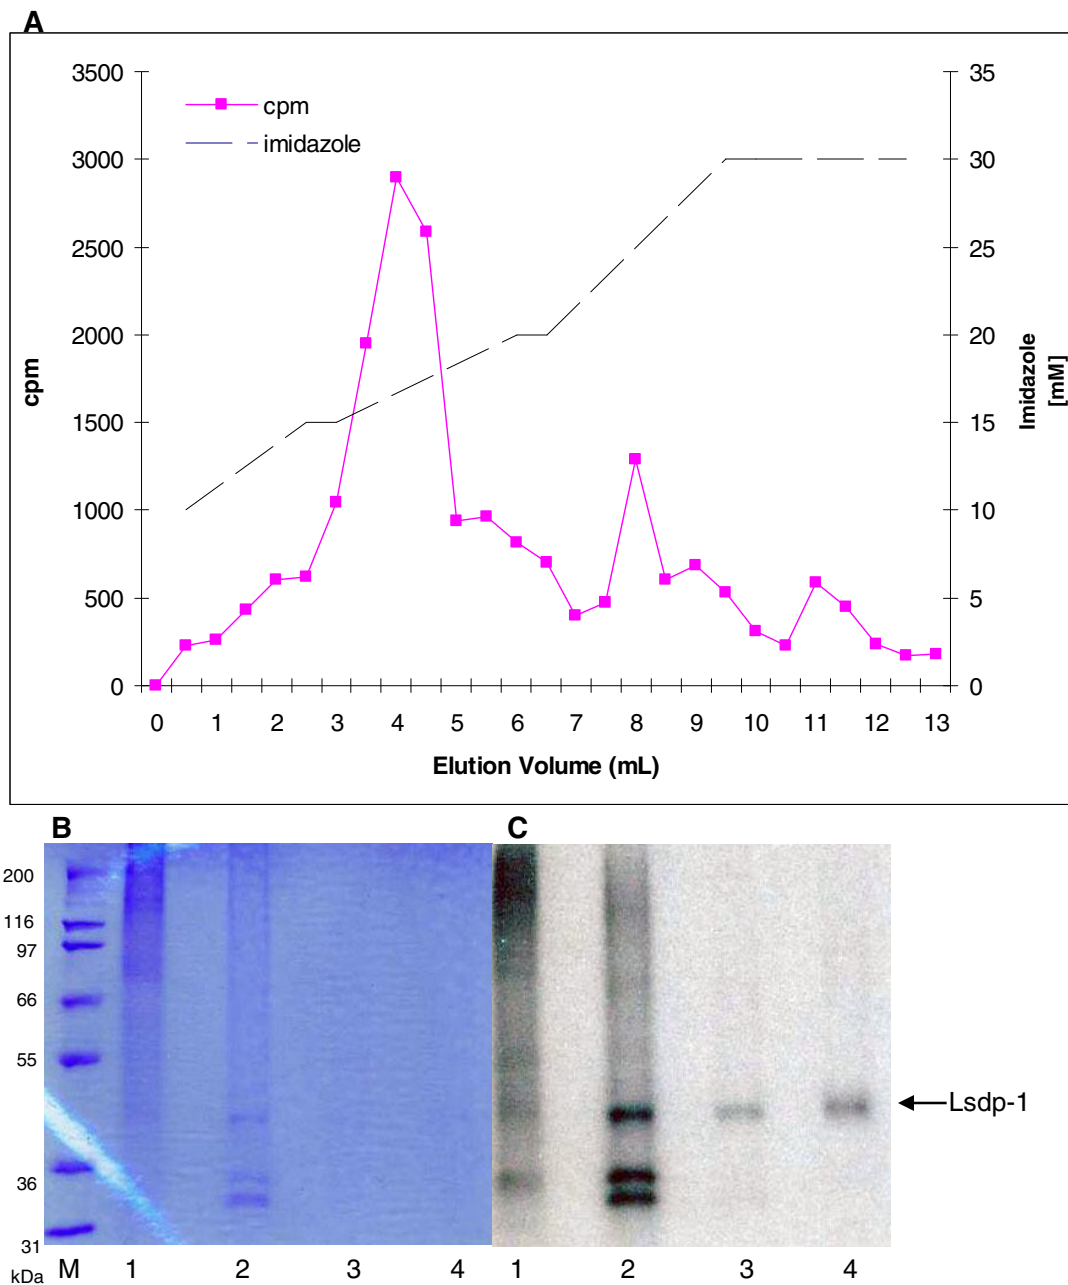 A
3500 35
cpm
imidazole
3000 30
2500 25
2000 20
1500 15
1000 10
500 5
0 0
cpm
Imidazole
[mM]
0 1 2 3 4 5 6 7 8 9 10 11 12 13
Elution Volume (mL)
B C
200
116
97
66
55
Lsdp-1
36
31
kDa M 1 2 3 4 1 2 3 4